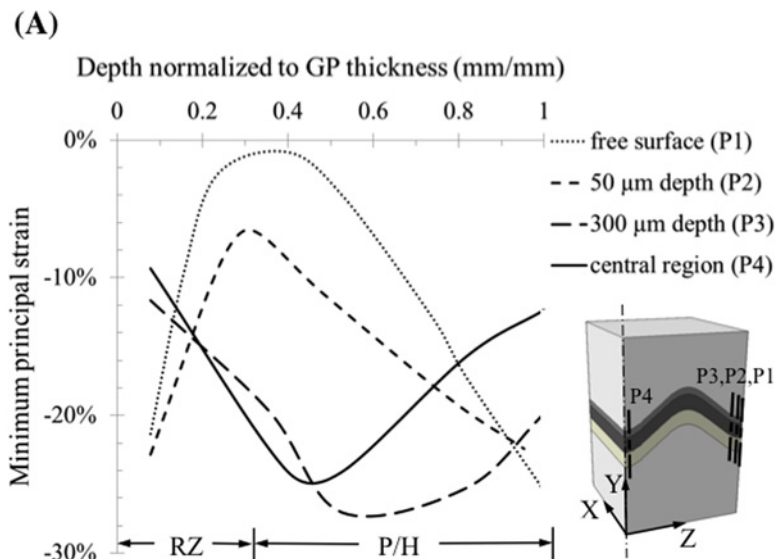 (A)
Depth normalized to GP thickness (mm/mm)
0 0.2 0.4 0.6 0.8 1
0%
-10%
-20%
-30%
Minimum principal strain
free surface (P1)
50 µm depth (P2)
300 µm depth (P3)
central region (P4)
RZ
P/H
P4
P3,P2,P1
Y
X
Z